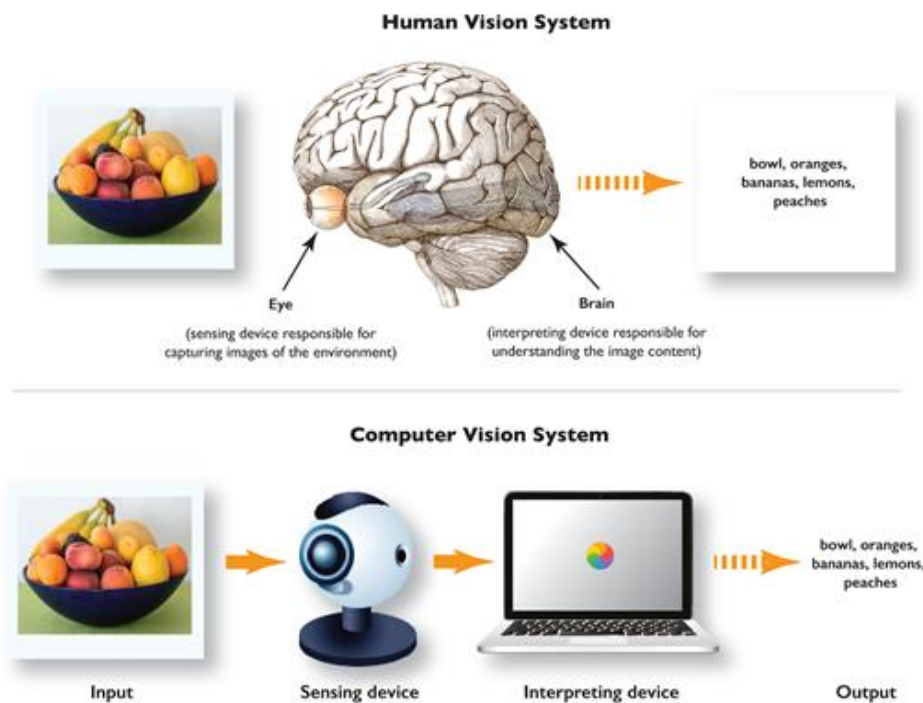 Human Vision System
bowl, oranges,
bananas, lemons,
peaches
Eye
(sensing device responsible for
capturing images of the environment)
Brain
(interpreting device responsible for
understanding the image content)
Computer Vision System
bowl, oranges,
bananas, lemons,
peaches
Input
Sensing device
Interpreting device
Output